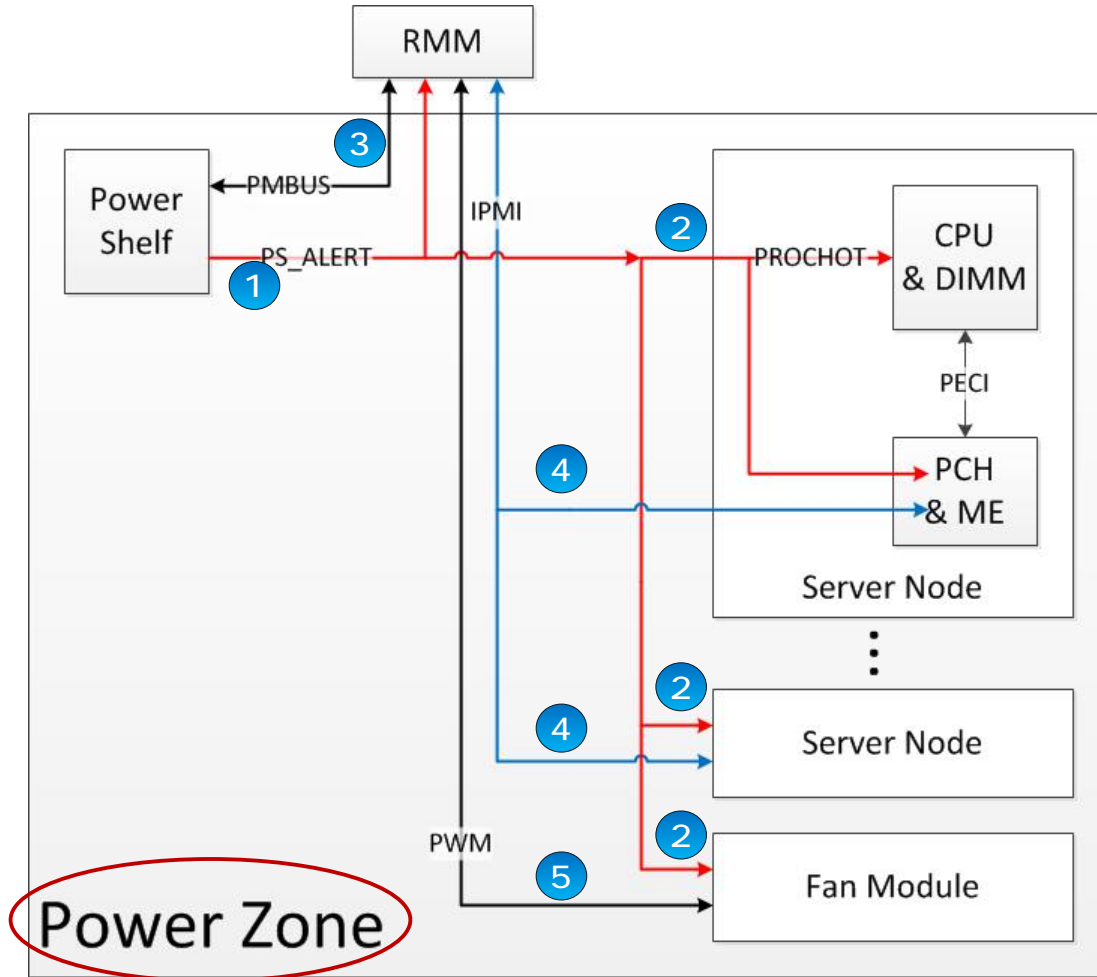 RMM
3
Power
Shelf
PMBUS
IPMI
PS_ALERT
1
2
PROCHOT
CPU
& DIMM
PECI
4
PCH
& ME
Server Node
2
4
Server Node
PWM
2
5
Fan Module
Power Zone